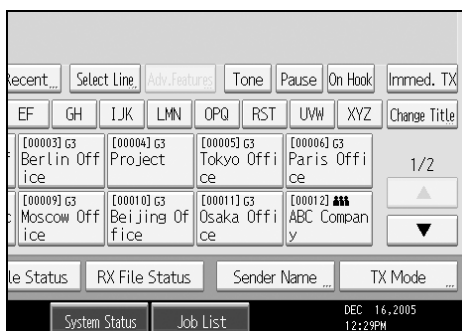 Recent Select Line Adv.Features Tone Pause On Hook Immed. TX
EF GH IJK LMN OPQ RST UVW XYZ Change Title
[00003] G3 [00004] G3 [00005] G3 [00006] G3
Berlin Off Project Tokyo Offi Paris Offi 1/2
ice ce ce
[00009] G3 [00010] G3 [00011] G3 [00012]
Moscow Off Beijing Of Osaka Offi ABC Compan
ice fice ce y
le Status RX File Status Sender Name TX Mode
System Status Job List DEC 16,2005
12:29PM